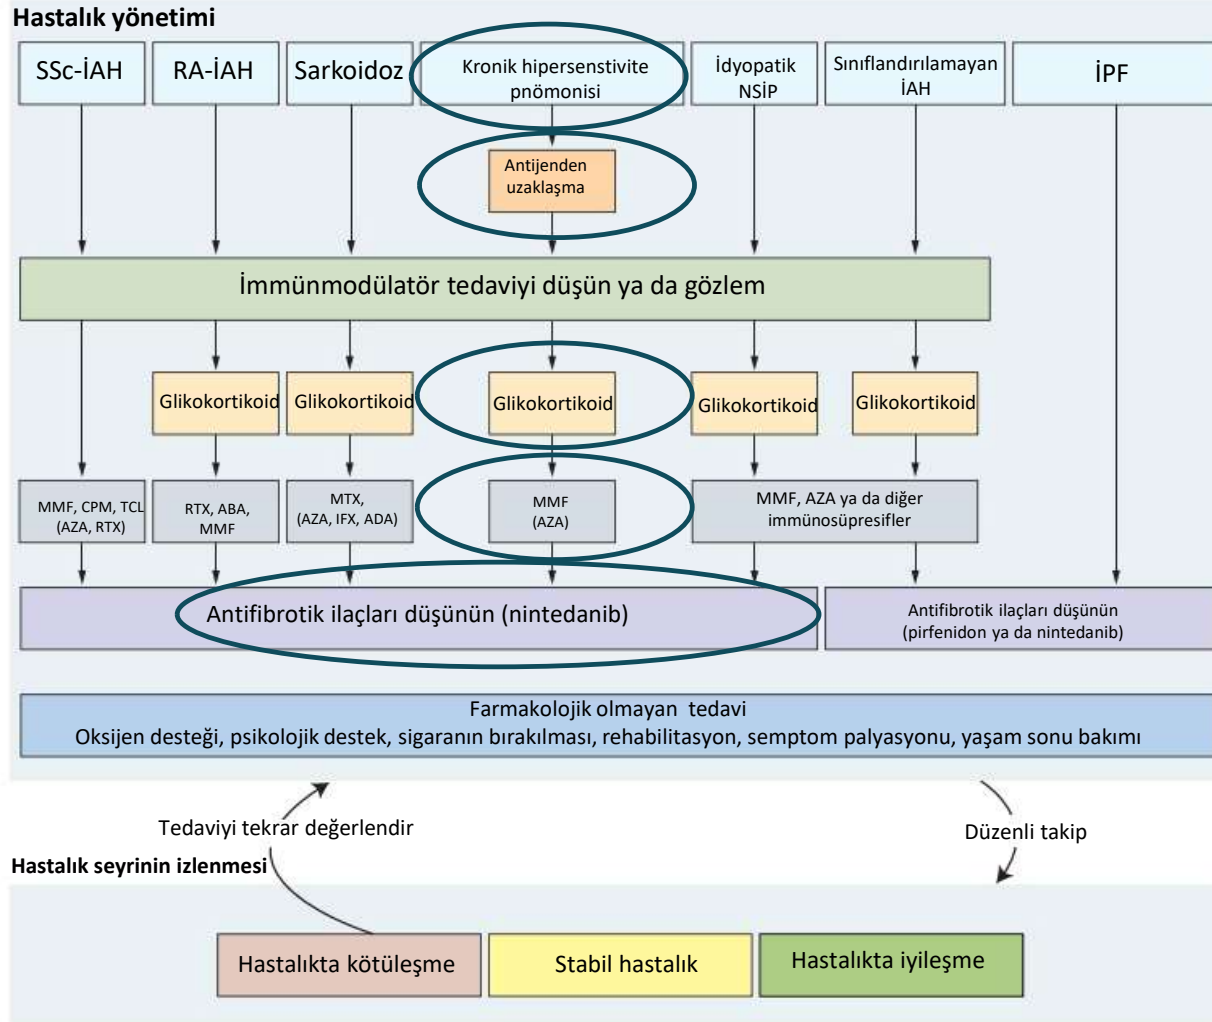 Hastalık yönetimi
SSc-İAH
RA-İAH
Sarkoidoz
Kronik hipersenstivite
pnömonisi
İdyopatik
NSİP
Sınıflandırılamayan
İAH
İPF
Antijenden
uzaklaşma
İmmünmodülatör tedaviyi düşün ya da gözlem
Glikokortikoid
Glikokortikoid
Glikokortikoid
Glikokortikoid
Glikokortikoid
MMF, CPM, TCL
(AZA, RTX)
RTX, ABA,
MMF
MTX,
(AZA, IFX, ADA)
MMF
(AZA)
MMF, AZA ya da diğer
immünosüpresifler
Antifibrotik ilaçları düşünün (nintedanib)
Antifibrotik ilaçları düşünün
(pirfenidon ya da nintedanib)
Farmakolojik olmayan tedavi
Oksijen desteği, psikolojik destek, sigaranın bırakılması, rehabilitasyon, semptom palyasyonu, yaşam sonu bakımı
Tedaviyi tekrar değerlendir
Düzenli takip
Hastalık seyrinin izlenmesi
Hastalıkta kötüleşme
Stabil hastalık
Hastalıkta iyileşme